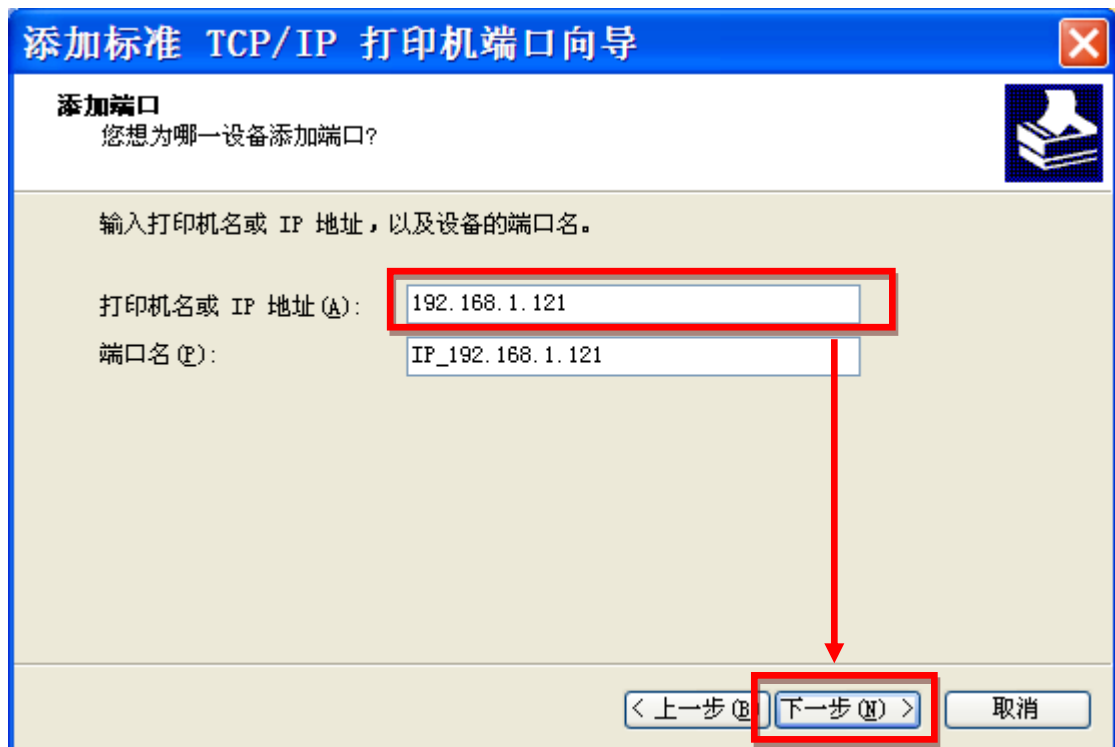 添加标准 TCP/IP 打印机端口向导
添加端口
您想为哪一设备添加端口?
输入打印机名或 IP 地址，以及设备的端口名。
打印机名或 IP 地址(A): 192.168.1.121
端口名(P): IP_192.168.1.121
< 上一步(B 下一步(N) > 取消